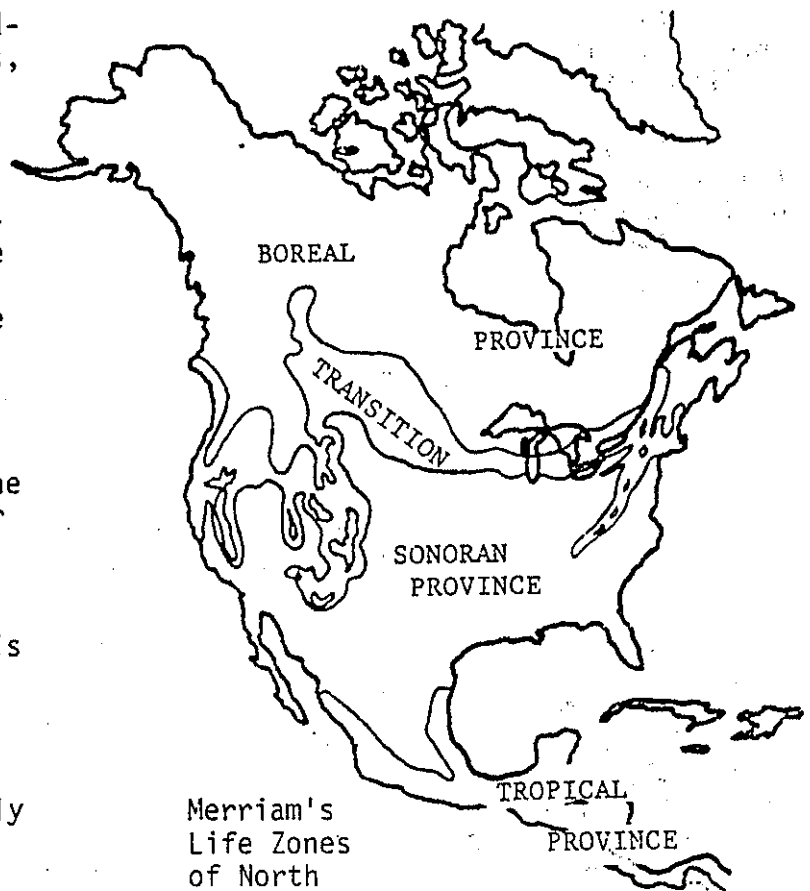 BOREAL
PROVINCE
TRANSITION
SONORAN
PROVINCE
TROPICAL
PROVINCE
Merriam's
Life Zones
of North